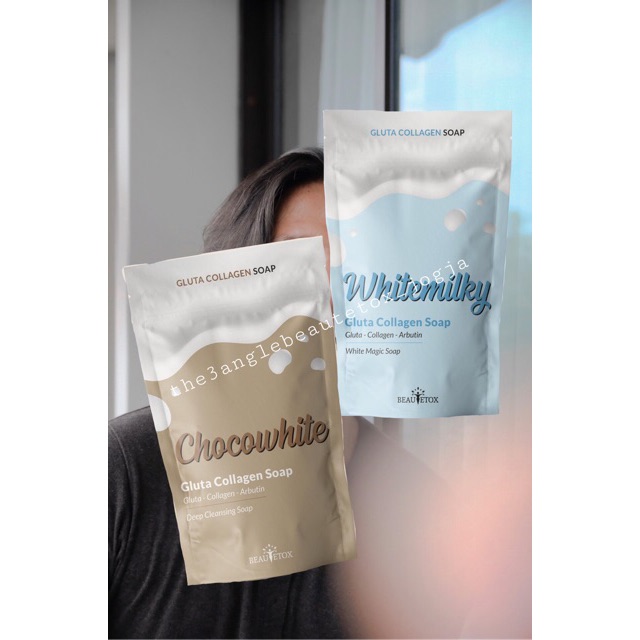 GLUTA COLLAGEN SOAP
Whitemilky
Gluta Collagen Soap
Gluta - Collagen - Arbutin
White Magic Soap
BEAUTETOX
GLUTA COLLAGEN SOAP
Chocowhite
Gluta Collagen Soap
Gluta - Collagen - Arbutin
Deep Cleansing Soap
BEAUTETOX
the3anglebeautetox_jogja